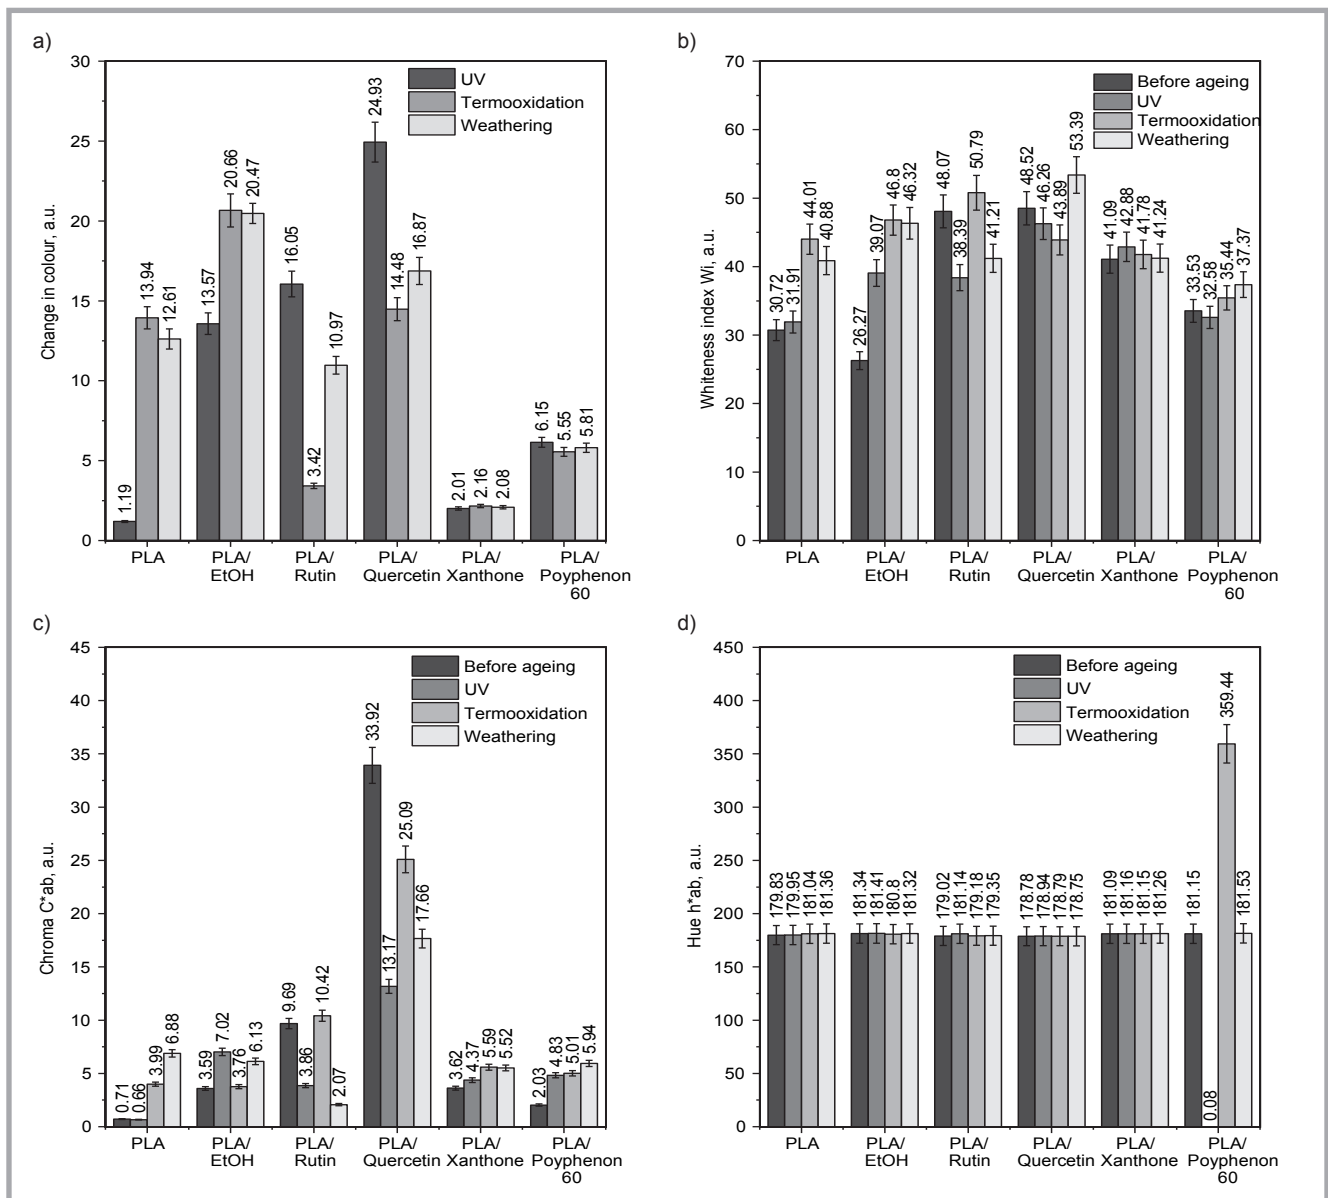 a)
Change in colour, a.u.
30
25
20
15
10
5
0
UV
Termooxidation
Weathering
1.19
13.94
12.61
13.57
20.66
20.47
16.05
3.42
10.97
24.93
14.48
16.87
2.01
2.16
2.08
6.15
5.55
5.81
PLA
PLA/
EtOH
PLA/
Rutin
PLA/
Quercetin
PLA/
Xanthone
PLA/
Poyphenon
60
b)
Whiteness index Wi, a.u.
70
60
50
40
30
20
10
0
Before ageing
UV
Termooxidation
Weathering
30.72
31.91
44.01
40.88
26.27
39.07
46.8
46.32
48.07
38.39
50.79
41.21
48.52
46.26
43.89
53.39
41.09
42.88
41.78
41.24
33.53
32.58
35.44
37.37
PLA
PLA/
EtOH
PLA/
Rutin
PLA/
Quercetin
PLA/
Xanthone
PLA/
Poyphenon
60
c)
Chroma C*ab, a.u.
45
40
35
30
25
20
15
10
5
0
Before ageing
UV
Termooxidation
Weathering
0.71
0.66
3.99
6.88
3.59
7.02
3.76
6.13
9.69
3.86
10.42
2.07
33.92
13.17
25.09
17.66
3.62
4.37
5.59
5.52
2.03
4.83
5.01
5.94
PLA
PLA/
EtOH
PLA/
Rutin
PLA/
Quercetin
PLA/
Xanthone
PLA/
Poyphenon
60
d)
Hue h*ab, a.u.
450
400
350
300
250
200
150
100
50
0
Before ageing
UV
Termooxidation
Weathering
179.83
179.95
181.04
181.36
181.34
181.41
180.8
181.32
179.02
181.14
179.18
179.35
178.78
178.94
178.79
178.75
181.09
181.16
181.15
181.26
181.15
0.08
359.44
181.53
PLA
PLA/
EtOH
PLA/
Rutin
PLA/
Quercetin
PLA/
Xanthone
PLA/
Poyphenon
60